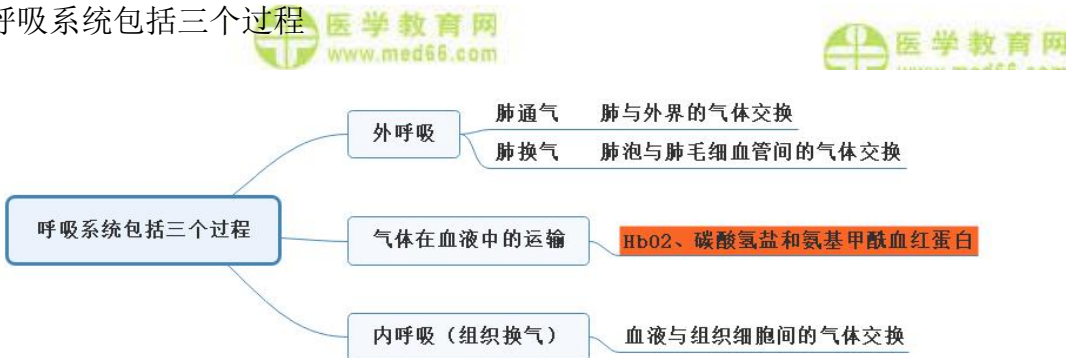 呼吸系统包括三个过程
医学教育网
www.med66.com
医学教育网
肺通气 肺与外界的气体交换
外呼吸
肺换气 肺泡与肺毛细血管间的气体交换
呼吸系统包括三个过程
气体在血液中的运输
HbO2、碳酸氢盐和氨基甲酰血红蛋白
内呼吸（组织换气）
血液与组织细胞间的气体交换